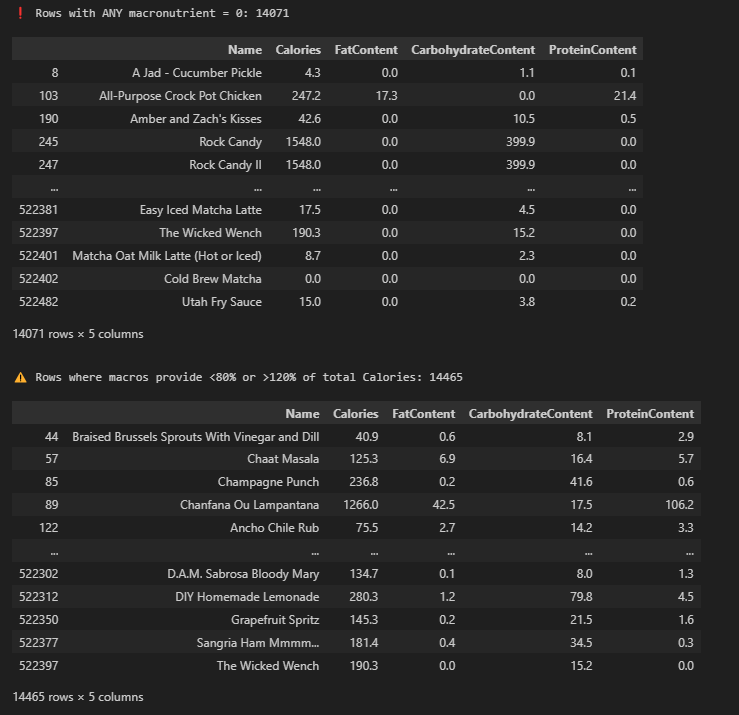 ❗ Rows with ANY macronutrient = 0: 14071
Name Calories FatContent CarbohydrateContent ProteinContent
8 A Jad - Cucumber Pickle 4.3 0.0 1.1 0.1
103 All-Purpose Crock Pot Chicken 247.2 17.3 0.0 21.4
190 Amber and Zach's Kisses 42.6 0.0 10.5 0.5
245 Rock Candy 1548.0 0.0 399.9 0.0
247 Rock Candy II 1548.0 0.0 399.9 0.0
... ... ... ... ... ...
522381 Easy Iced Matcha Latte 17.5 0.0 4.5 0.0
522397 The Wicked Wench 190.3 0.0 15.2 0.0
522401 Matcha Oat Milk Latte (Hot or Iced) 8.7 0.0 2.3 0.0
522402 Cold Brew Matcha 0.0 0.0 0.0 0.0
522482 Utah Fry Sauce 15.0 0.0 3.8 0.2
14071 rows × 5 columns
⚠️ Rows where macros provide <80% or >120% of total Calories: 14465
Name Calories FatContent CarbohydrateContent ProteinContent
44 Braised Brussels Sprouts With Vinegar and Dill 40.9 0.6 8.1 2.9
57 Chaat Masala 125.3 6.9 16.4 5.7
85 Champagne Punch 236.8 0.2 41.6 0.6
89 Chanfana Ou Lampantana 1266.0 42.5 17.5 106.2
122 Ancho Chile Rub 75.5 2.7 14.2 3.3
... ... ... ... ... ...
522302 D.A.M. Sabrosa Bloody Mary 134.7 0.1 8.0 1.3
522312 DIY Homemade Lemonade 280.3 1.2 79.8 4.5
522350 Grapefruit Spritz 145.3 0.2 21.5 1.6
522377 Sangria Ham Mmmm... 181.4 0.4 34.5 0.3
522397 The Wicked Wench 190.3 0.0 15.2 0.0
14465 rows × 5 columns